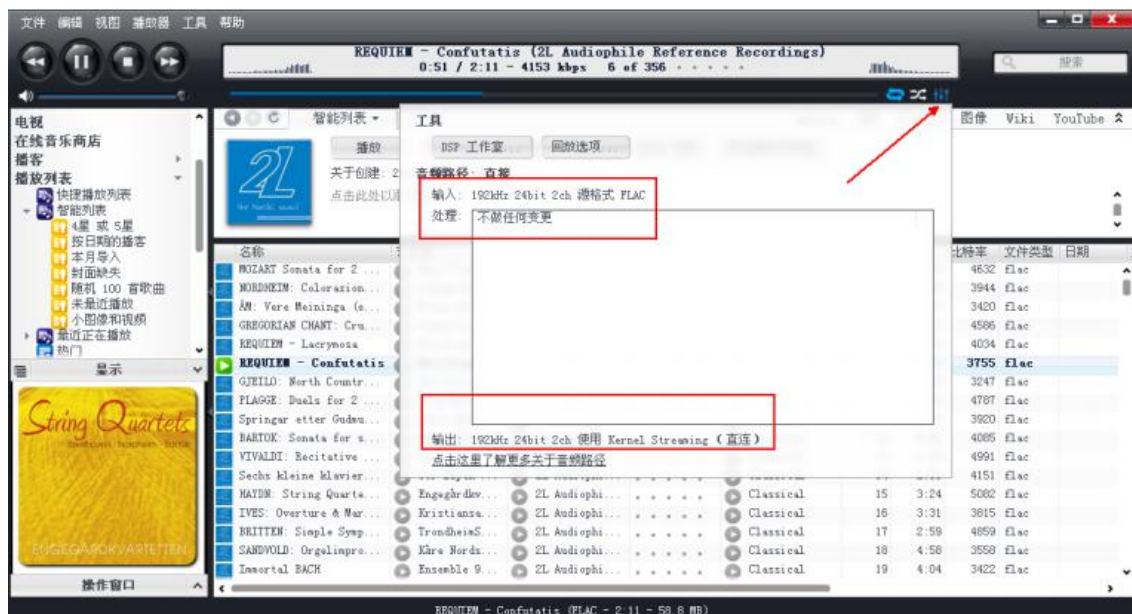 文件 编辑 视图 播放器 工具 帮助
REQUIEM - Confutatis (2L Audiophile Reference Recordings)
0:51 / 2:11 - 4153 kbps 6 of 356
搜索
电视
在线音乐商店
播客
播放列表
快捷播放列表
智能列表
4星 或 5星
按日期的播客
本月导入
封面缺失
随机 100 首歌曲
未最近播放
小图像和视频
最近正在播放
热门
显示
String Quartets
ENGEGÅRDKVARTETTEN
操作窗口
智能列表
图像 Wiki YouTube
2L
the Nordic sound
播放
关于创建: 2
点击此处以
工具
DSP 工作室... 回放选项...
音频路径: 直接
输入: 192kHz 24bit 2ch 源格式 FLAC
处理: 不做任何变更
输出: 192kHz 24bit 2ch 使用 Kernel Streaming (直连)
点击这里了解更多关于音频路径
名称 比特率 文件类型 日期
MOZART Sonata for 2 ... 4632 flac
NORDHEIM: Colorazion... 3944 flac
ÅM: Vere Meininga (e... 3420 flac
GREGORIAN CHANT: Cru... 4586 flac
REQUIEM - Lacrymosa 4034 flac
REQUIEM - Confutatis 3755 flac
GJEILO: North Countr... 3247 flac
PLAGGE: Duels for 2 ... 4787 flac
Springar etter Gudmu... 3920 flac
BARTOK: Sonata for s... 4085 flac
VIVALDI: Recitative ... 4991 flac
Sechs kleine klavier... 4151 flac
HAYDN: String Quarte... Engegårdkv... 2L Audiophi... Classical 15 3:24 5082 flac
IVES: Overture & Mar... Kristiansa... 2L Audiophi... Classical 16 3:31 3815 flac
BRITTEN: Simple Symp... TrondheimS... 2L Audiophi... Classical 17 2:59 4859 flac
SANDVOLD: Orgelimpro... Kåre Nords... 2L Audiophi... Classical 18 4:58 3558 flac
Immortal BACH Ensemble 9... 2L Audiophi... Classical 19 4:04 3422 flac
REQUIEM - Confutatis (FLAC - 2:11 - 58.8 MB)